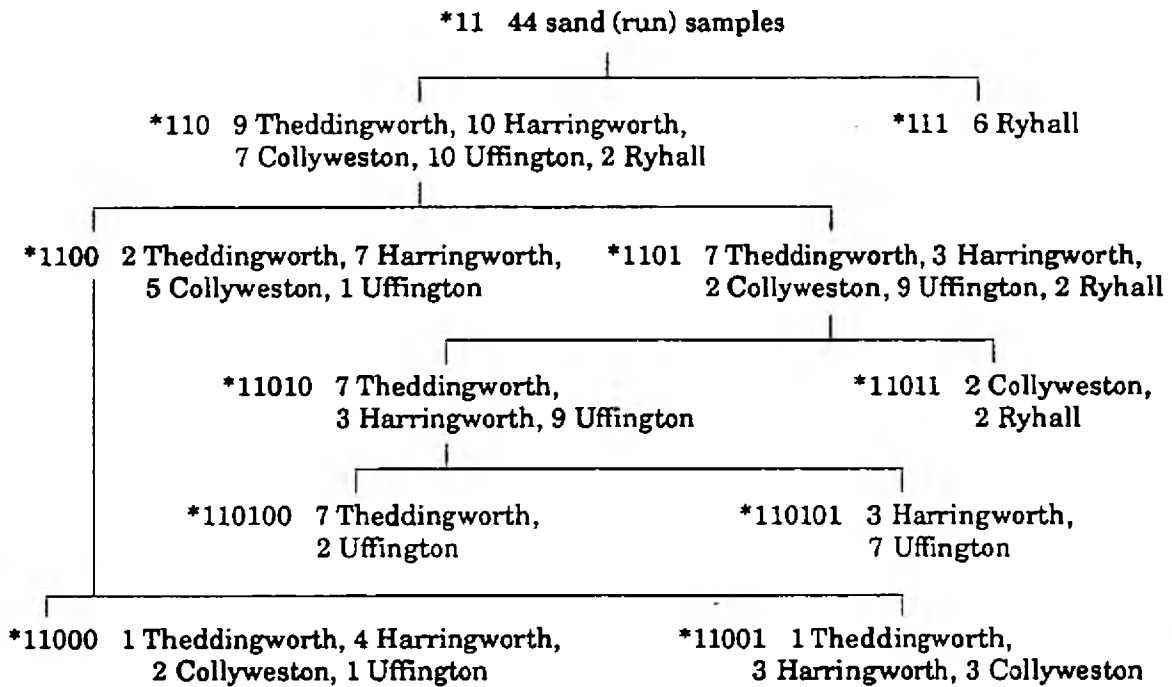 *11 44 sand (run) samples
*110 9 Theddingworth, 10 Harringworth,
7 Collyweston, 10 Uffington, 2 Ryhall
*111 6 Ryhall
*1100 2 Theddingworth, 7 Harringworth,
5 Collyweston, 1 Uffington
*1101 7 Theddingworth, 3 Harringworth,
2 Collyweston, 9 Uffington, 2 Ryhall
*11010 7 Theddingworth,
3 Harringworth, 9 Uffington
*11011 2 Collyweston,
2 Ryhall
*110100 7 Theddingworth,
2 Uffington
*110101 3 Harringworth,
7 Uffington
*11000 1 Theddingworth, 4 Harringworth,
2 Collyweston, 1 Uffington
*11001 1 Theddingworth,
3 Harringworth, 3 Collyweston